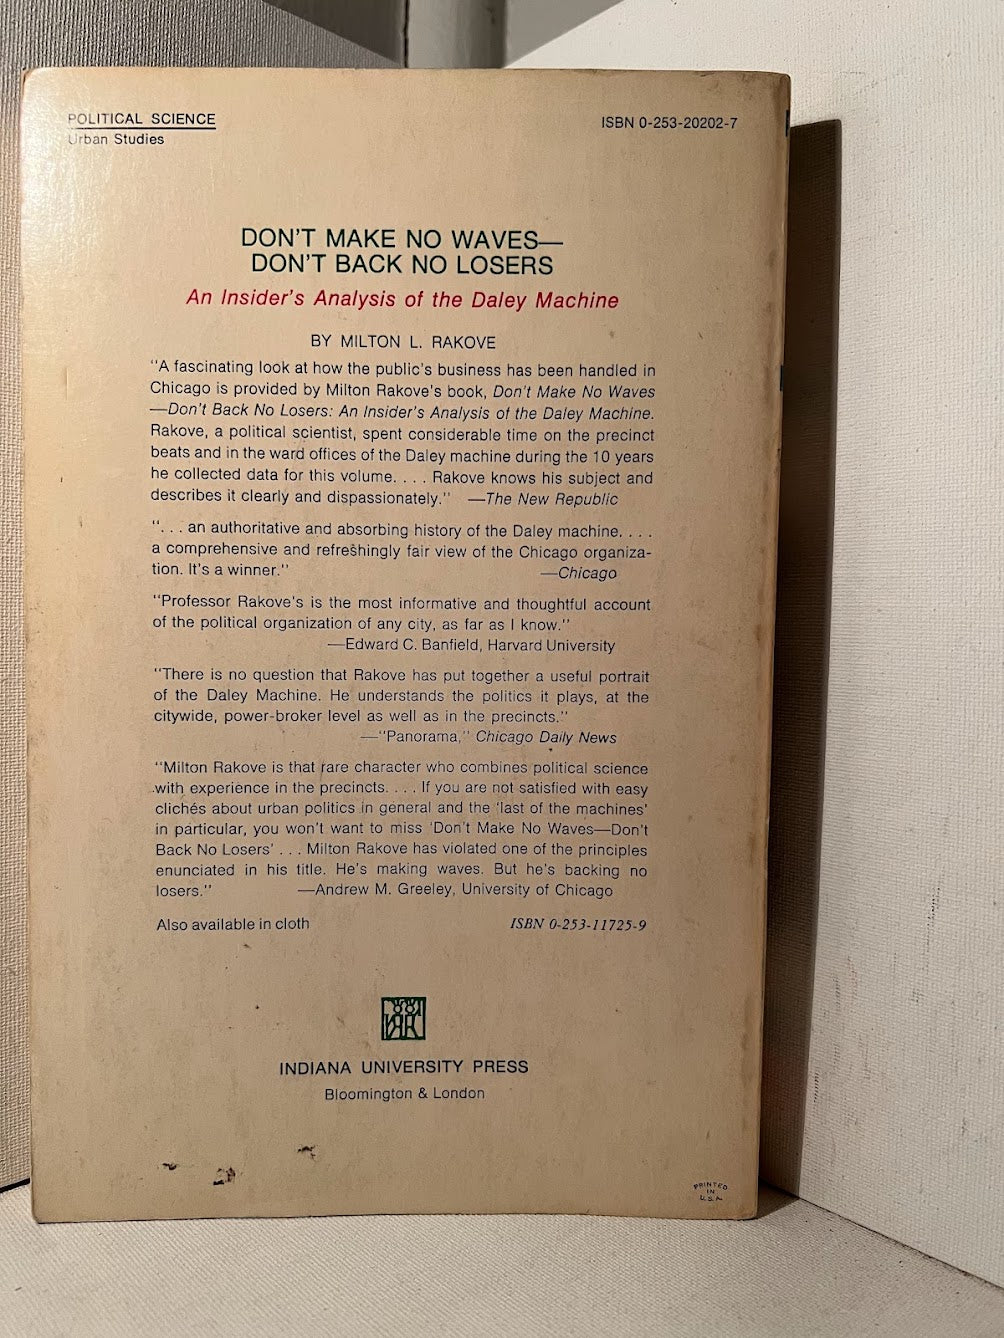 POLITICAL SCIENCE
Urban Studies
ISBN 0-253-20202-7
DON'T MAKE NO WAVES—
DON'T BACK NO LOSERS
An Insider's Analysis of the Daley Machine
BY MILTON L. RAKOVE
"A fascinating look at how the public's business has been handled in
Chicago is provided by Milton Rakove's book, Don't Make No Waves
—Don't Back No Losers: An Insider's Analysis of the Daley Machine.
Rakove, a political scientist, spent considerable time on the precinct
beats and in the ward offices of the Daley machine during the 10 years
he collected data for this volume. . . . Rakove knows his subject and
describes it clearly and dispassionately." —The New Republic
". . . an authoritative and absorbing history of the Daley machine. . . .
a comprehensive and refreshingly fair view of the Chicago organiza-
tion. It's a winner." —Chicago
"Professor Rakove's is the most informative and thoughtful account
of the political organization of any city, as far as I know."
—Edward C. Banfield, Harvard University
"There is no question that Rakove has put together a useful portrait
of the Daley Machine. He understands the politics it plays, at the
citywide, power-broker level as well as in the precincts."
—"Panorama," Chicago Daily News
"Milton Rakove is that rare character who combines political science
with experience in the precincts. . . . If you are not satisfied with easy
clichés about urban politics in general and the 'last of the machines'
in particular, you won't want to miss 'Don't Make No Waves—Don't
Back No Losers' . . . Milton Rakove has violated one of the principles
enunciated in his title. He's making waves. But he's backing no
losers." —Andrew M. Greeley, University of Chicago
Also available in cloth ISBN 0-253-11725-9
INDIANA UNIVERSITY PRESS
Bloomington & London
PRINTED
IN
U.S.A.